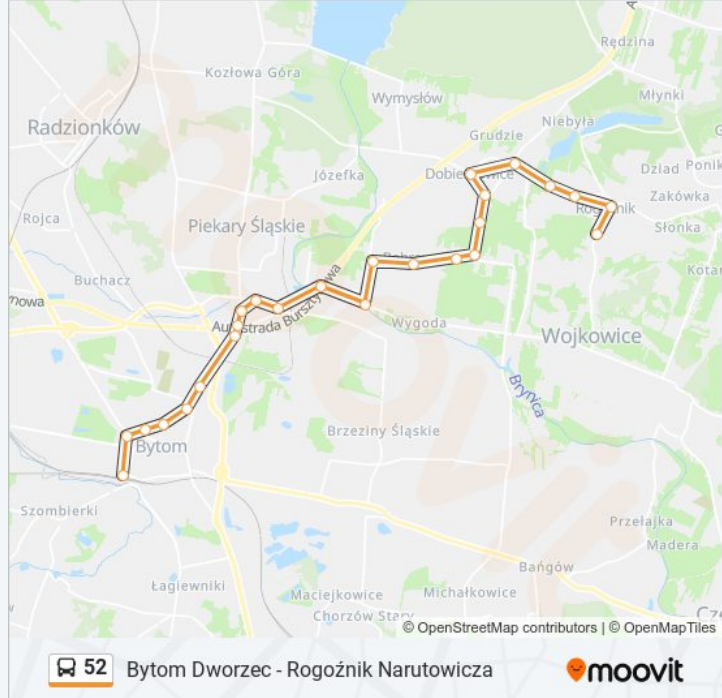 Rędzina
Kozłowa Góra
Wymysłów
Młynki
Niebyła
Radzionków
Grudzie
Józefka
Dziad
Ponik
Zakówka
Rojca
Piekary Śląskie
Słonka
Buchacz
Kotar
mowa
Autostrada Bursztynowa
Wygoda
Wojkowice
Brynica
Brzeziny Śląskie
Bytom
Szombierki
Przełajka
Madera
Bańgów
Łagiewniki
Maciejkowice
Michałkowice
Chorzów Stary
Cze
© OpenStreetMap contributors | © OpenMapTiles
52 Bytom Dworzec - Rogoźnik Narutowicza
moovit